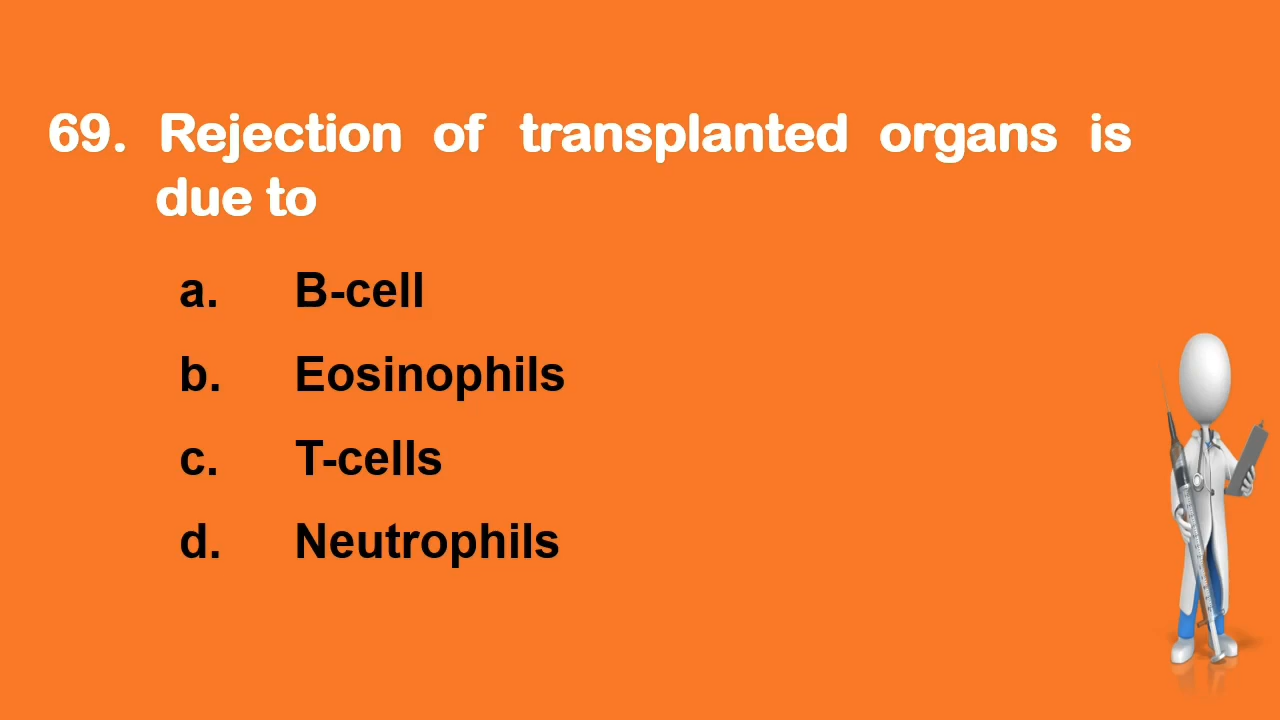 69. Rejection of transplanted organs is
due to
a. B-cell
b. Eosinophils
c. T-cells
d. Neutrophils